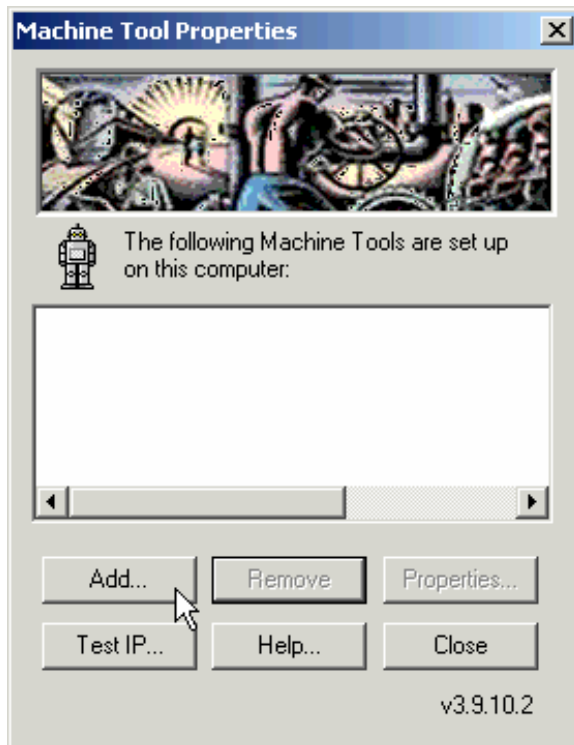 Machine Tool Properties
The following Machine Tools are set up
on this computer:
Add...
Remove
Properties...
Test IP...
Help...
Close
v3.9.10.2